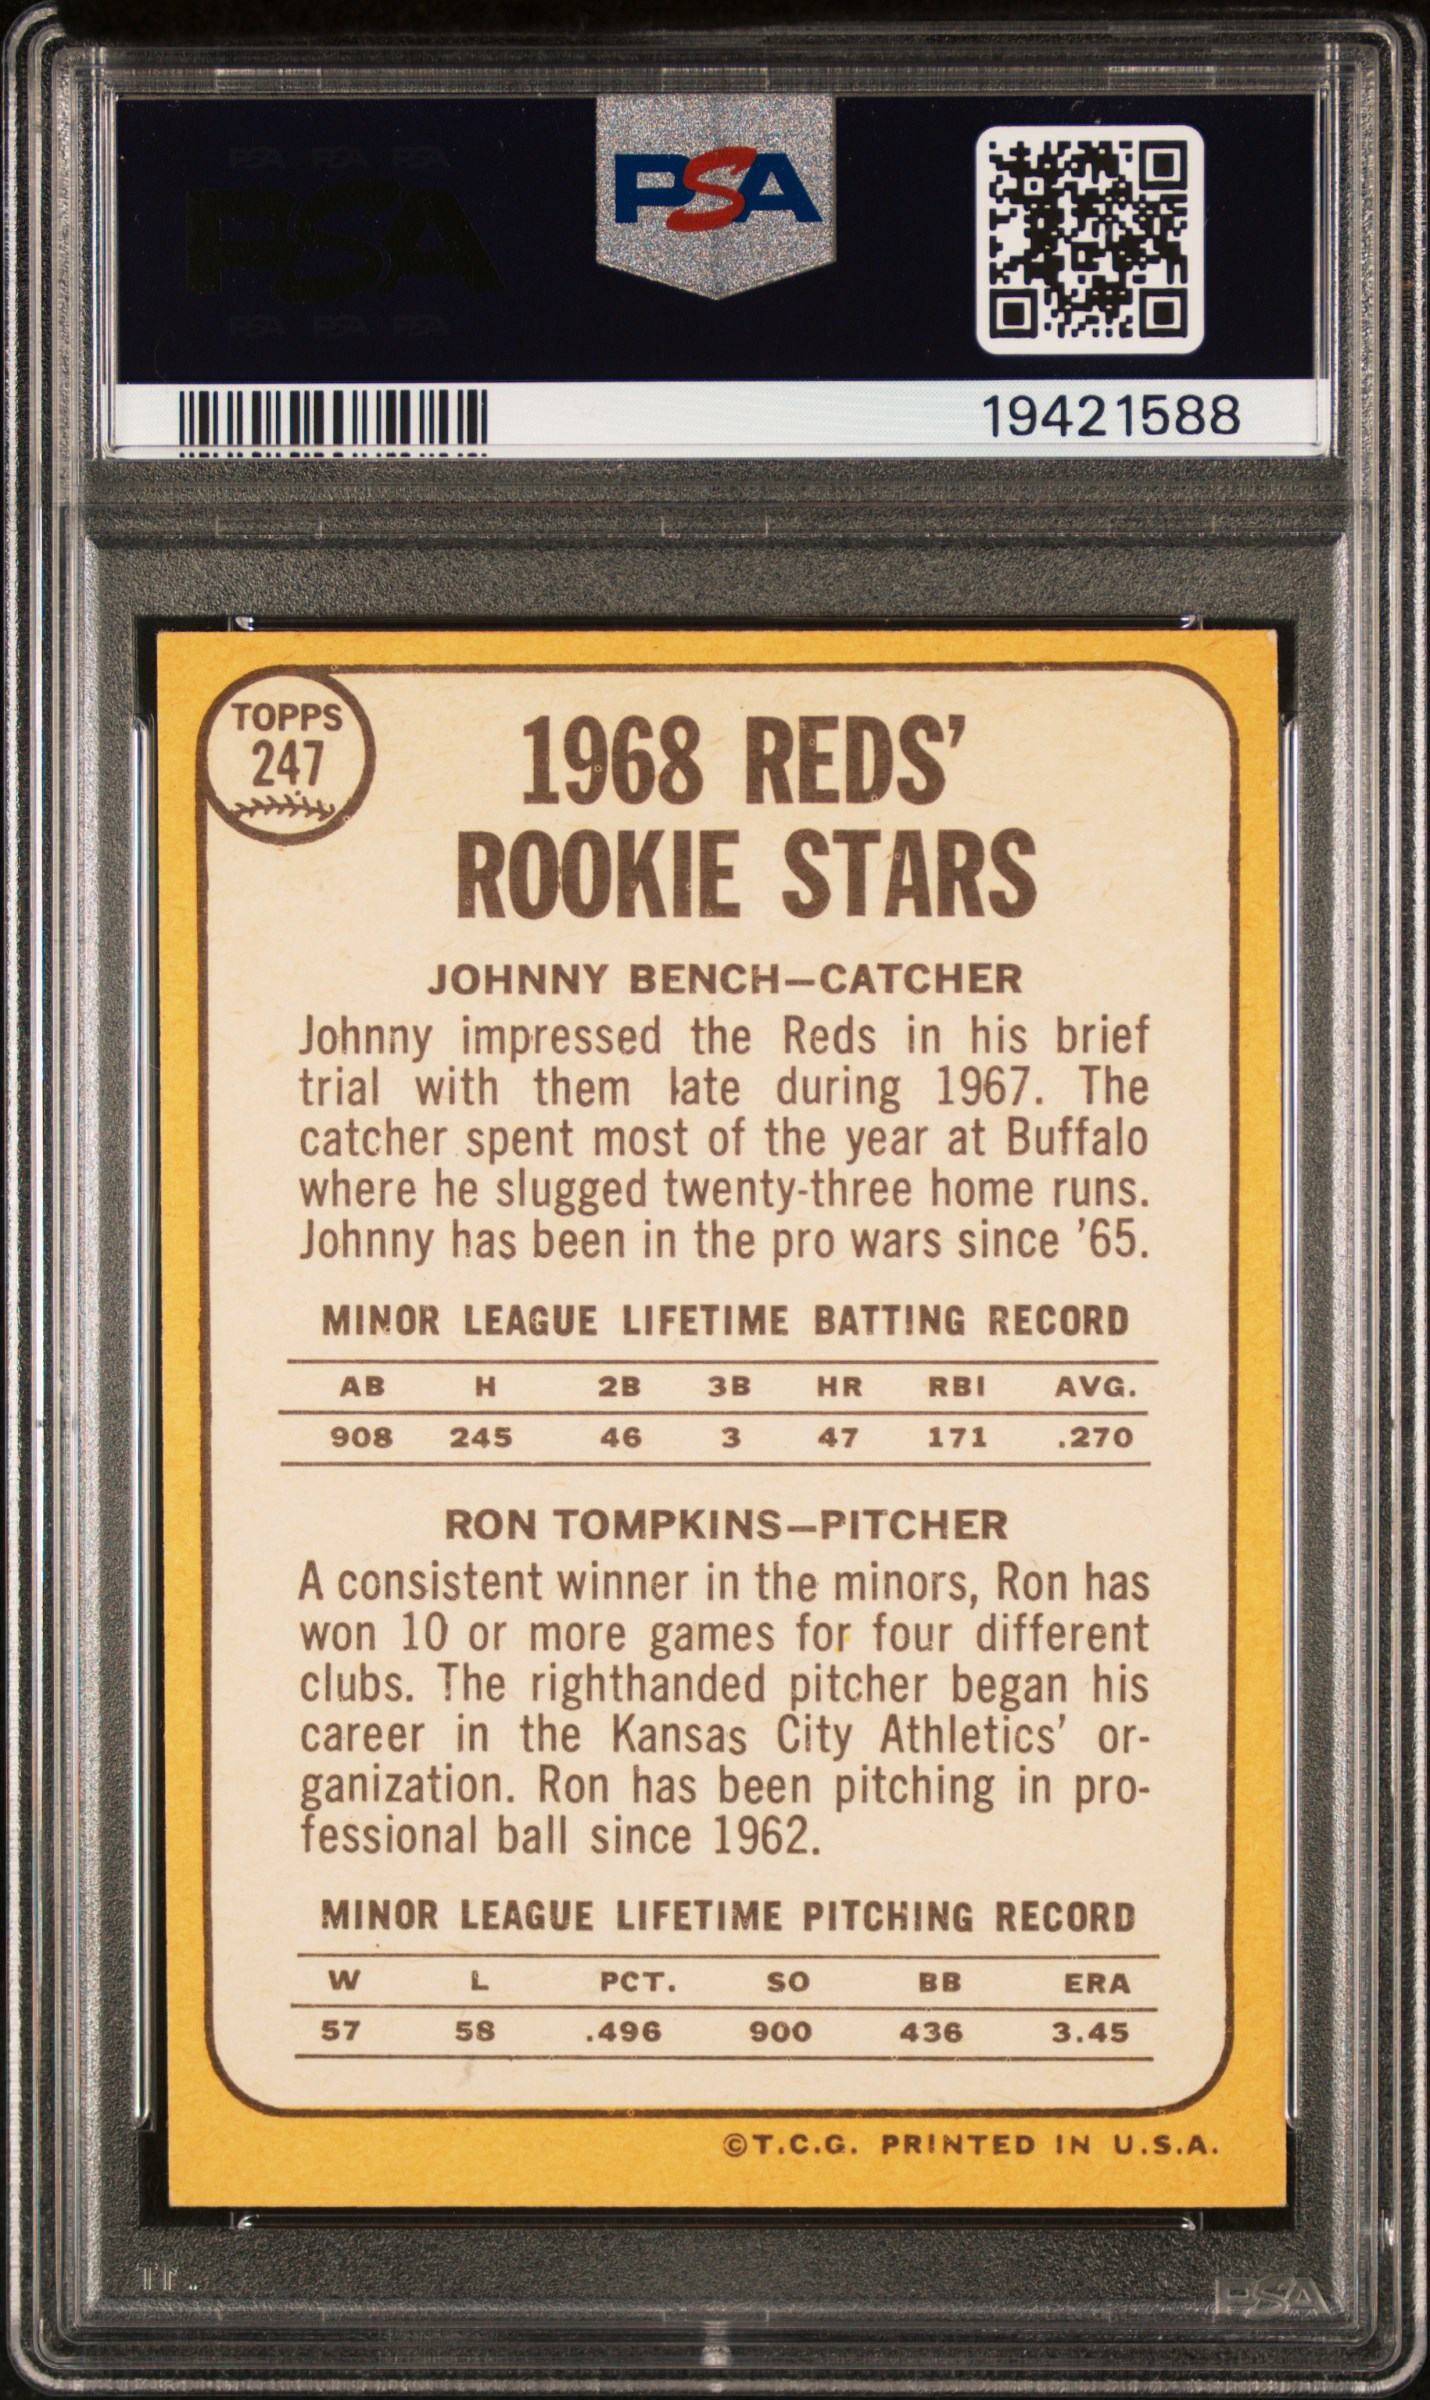 PSA PSA PSA
PSA
PSA PSA PSA
PSA
19421588
TOPPS
247
1968 REDS'
ROOKIE STARS
JOHNNY BENCH—CATCHER
Johnny impressed the Reds in his brief
trial with them late during 1967. The
catcher spent most of the year at Buffalo
where he slugged twenty-three home runs.
Johnny has been in the pro wars since '65.
MINOR LEAGUE LIFETIME BATTING RECORD
AB H 2B 3B HR RBI AVG.
908 245 46 3 47 171 .270
RON TOMPKINS—PITCHER
A consistent winner in the minors, Ron has
won 10 or more games for four different
clubs. The righthanded pitcher began his
career in the Kansas City Athletics' or-
ganization. Ron has been pitching in pro-
fessional ball since 1962.
MINOR LEAGUE LIFETIME PITCHING RECORD
W L PCT. SO BB ERA
57 58 .496 900 436 3.45
©T.C.G. PRINTED IN U.S.A.
PSA